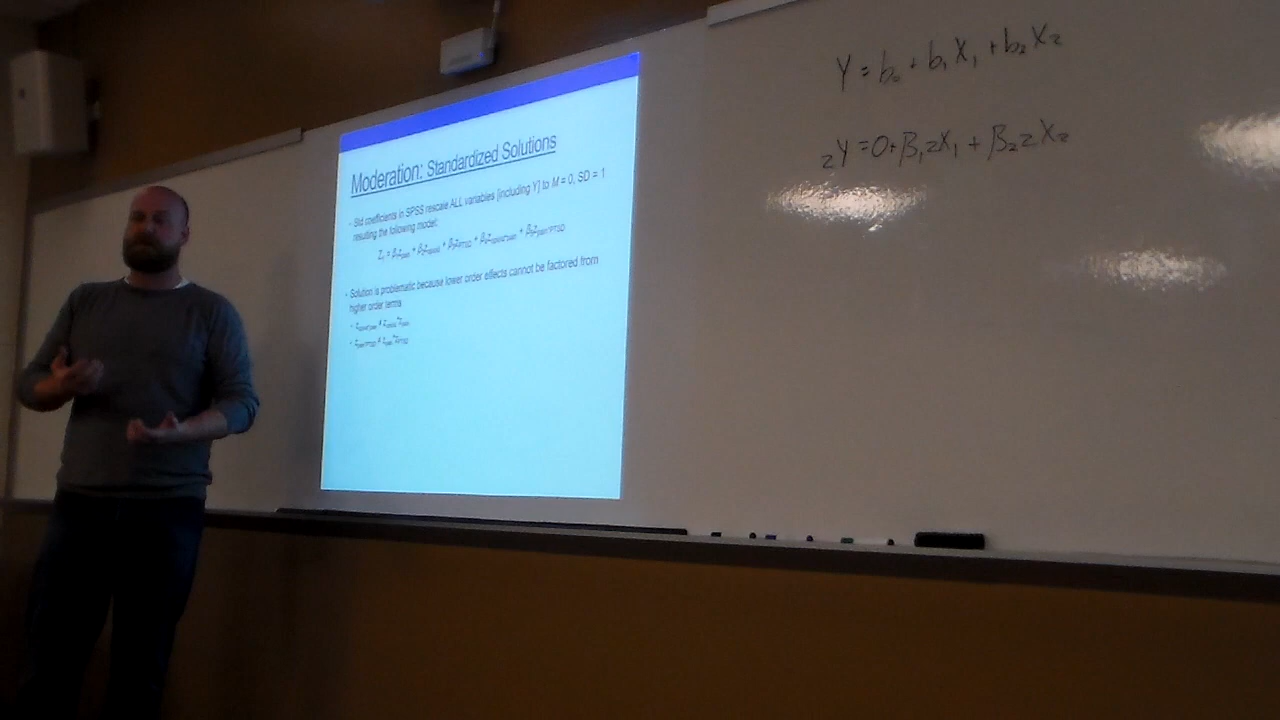 Moderation: Standardized Solutions
Std coefficients in SPSS rescale ALL variables [including Y] to M = 0, SD = 1
resulting the following model:
Solution is problematic because lower order effects cannot be factored from
higher order terms
Y = b₀ + b₁X₁ + b₂X₂
zY = 0 + β₁zX₁ + β₂zX₂